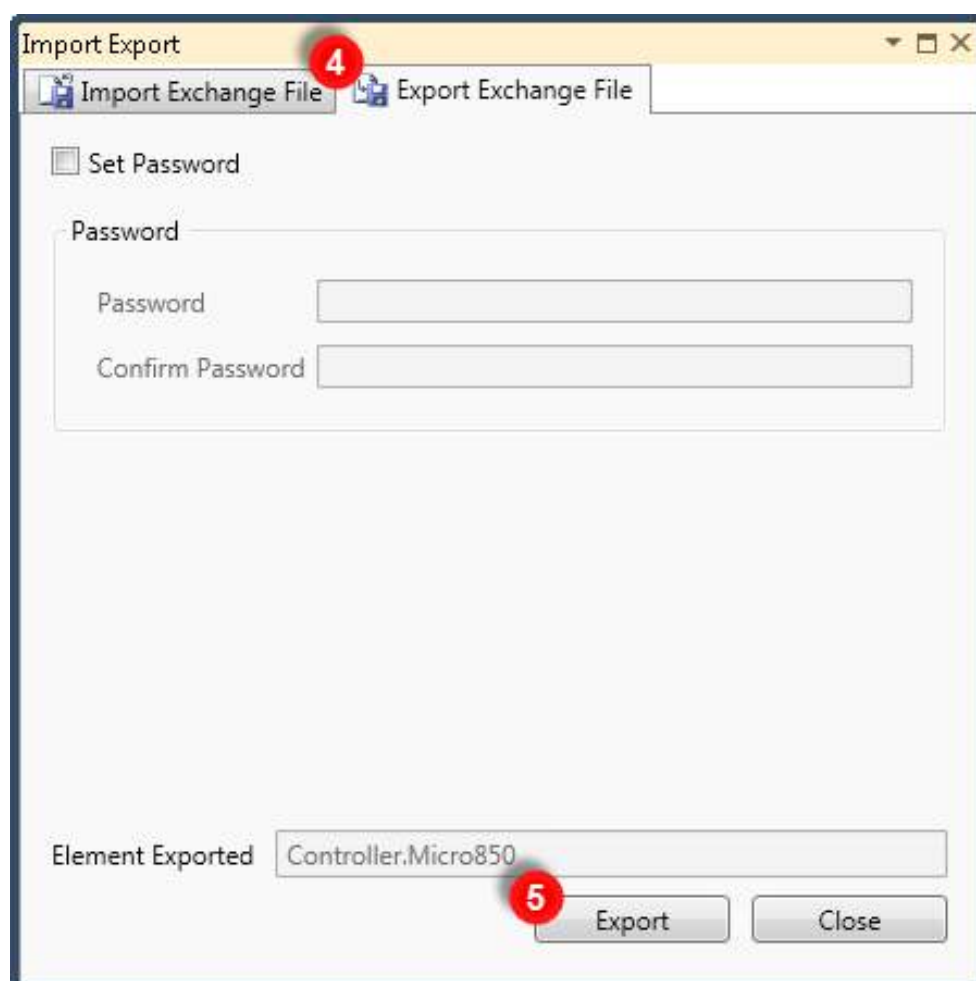 Import Export
4
Import Exchange File
Export Exchange File
Set Password
Password
Password
Confirm Password
Element Exported
Controller.Micro850
5
Export
Close